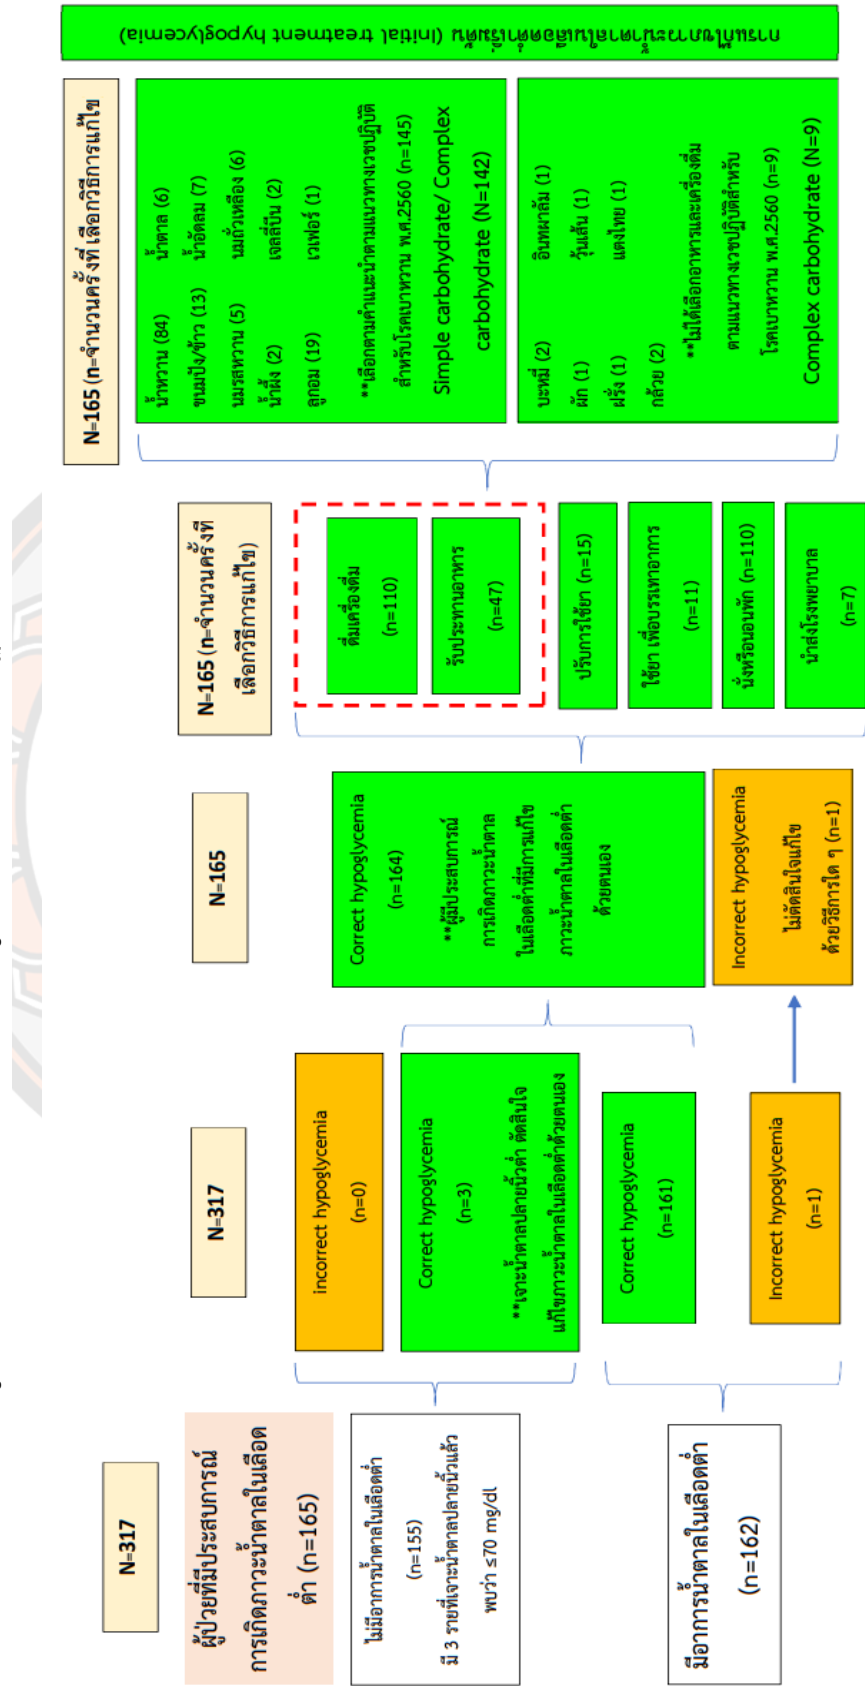 N=317
ผู้ป่วยที่มีประสบการณ์
การเกิดภาวะน้ำตาลในเลือด
ต่ำ (n=165)
ไม่มีอาการน้ำตาลในเลือดต่ำ
(n=155)
มี 3 รายที่เจาะน้ำตาลปลายนิ้วแล้ว
พบว่า ≤70 mg/dl
มีอาการน้ำตาลในเลือดต่ำ
(n=162)
N=317
incorrect hypoglycemia
(n=0)
Correct hypoglycemia
(n=3)
**เจาะน้ำตาลปลายนิ้วต่ำ ตัดสินใจ
แก้ไขภาวะน้ำตาลในเลือดต่ำด้วยตนเอง
Correct hypoglycemia
(n=161)
Incorrect hypoglycemia
(n=1)
N=165
Correct hypoglycemia
(n=164)
**ผู้มีประสบการณ์
การเกิดภาวะน้ำตาล
ในเลือดต่ำที่มีการแก้ไข
ภาวะน้ำตาลในเลือดต่ำ
ด้วยตนเอง
Incorrect hypoglycemia
ไม่ตัดสินใจแก้ไข
ด้วยวิธีการใด ๆ (n=1)
N=165 (n=จำนวนครั้งที่
เลือกวิธีการแก้ไข)
ดื่มเครื่องดื่ม
(n=110)
รับประทานอาหาร
(n=47)
ปรับการใช้ยา (n=15)
ใช้ยา เพื่อบรรเทาอาการ
(n=11)
นั่งหรือนอนพัก (n=110)
นำส่งโรงพยาบาล
(n=7)
N=165 (n=จำนวนครั้งที่ เลือกวิธีการแก้ไข
น้ำหวาน (84) น้ำตาล (6)
ขนมปัง/ข้าว (13) น้ำอัดลม (7)
นมรสหวาน (5) นมถั่วเหลือง (6)
น้ำผึ้ง (2) เจลลี่บีน (2)
ลูกอม (19) เวเฟอร์ (1)
**เลือกตามคำแนะนำตามแนวทางเวชปฏิบัติ
สำหรับโรคเบาหวาน พ.ศ.2560 (n=145)
Simple carbohydrate/ Complex
carbohydrate (N=142)
บะหมี่ (2) อินทผาลัม (1)
ผัก (1) วุ้นเส้น (1)
ฝรั่ง (1) แตงไทย (1)
กล้วย (2)
**ไม่ได้เลือกอาหารและเครื่องดื่ม
ตามแนวทางเวชปฏิบัติสำหรับ
โรคเบาหวาน พ.ศ.2560 (n=9)
Complex carbohydrate (N=9)
การแก้ไขภาวะน้ำตาลในเลือดต่ำเริ่มต้น (Initial treatment hypoglycemia)